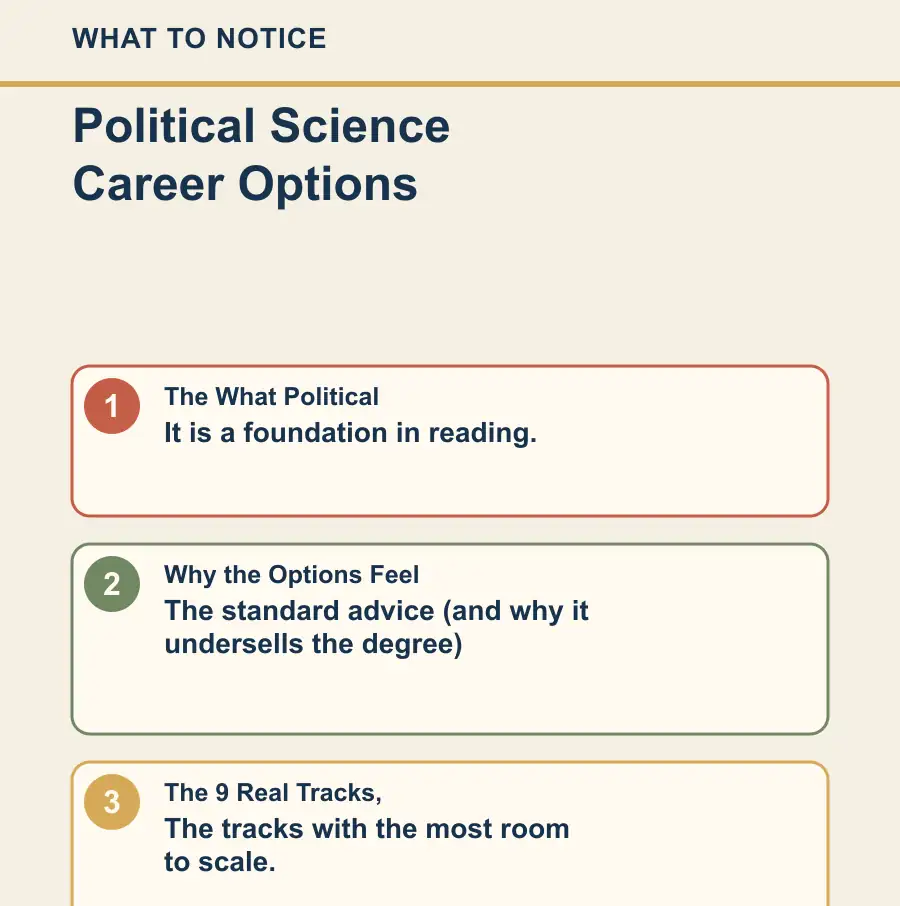 WHAT TO NOTICE
Political Science
Career Options
1
The What Political
It is a foundation in reading.
2
Why the Options Feel
The standard advice (and why it
undersells the degree)
3
The 9 Real Tracks,
The tracks with the most room
to scale.